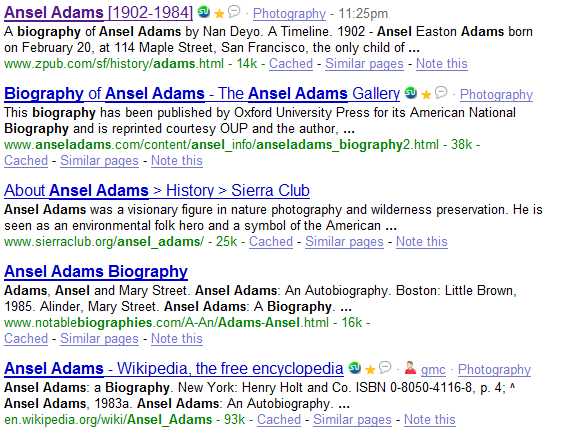 Ansel Adams [1902-1984] · Photography - 11:25pm
A biography of Ansel Adams by Nan Deyo. A Timeline. 1902 - Ansel Easton Adams born
on February 20, at 114 Maple Street, San Francisco, the only child of ...
www.zpub.com/sf/history/adams.html - 14k - Cached - Similar pages - Note this
Biography of Ansel Adams - The Ansel Adams Gallery · Photography
This biography has been published by Oxford University Press for its American National
Biography and is reprinted courtesy OUP and the author, ...
www.anseladams.com/content/ansel_info/anseladams_biography2.html - 38k -
Cached - Similar pages - Note this
About Ansel Adams > History > Sierra Club
Ansel Adams was a visionary figure in nature photography and wilderness preservation. He is
seen as an environmental folk hero and a symbol of the American ...
www.sierraclub.org/ansel_adams/ - 25k - Cached - Similar pages - Note this
Ansel Adams Biography
Adams, Ansel and Mary Street. Ansel Adams: An Autobiography. Boston: Little Brown,
1985. Alinder, Mary Street. Ansel Adams: A Biography. ...
www.notablebiographies.com/A-An/Adams-Ansel.html - 16k -
Cached - Similar pages - Note this
Ansel Adams - Wikipedia, the free encyclopedia · gmc · Photography
Ansel Adams: a Biography. New York: Henry Holt and Co. ISBN 0-8050-4116-8, p. 4; ^
Ansel Adams, 1983a. Ansel Adams: An Autobiography. ...
en.wikipedia.org/wiki/Ansel_Adams - 93k - Cached - Similar pages - Note this